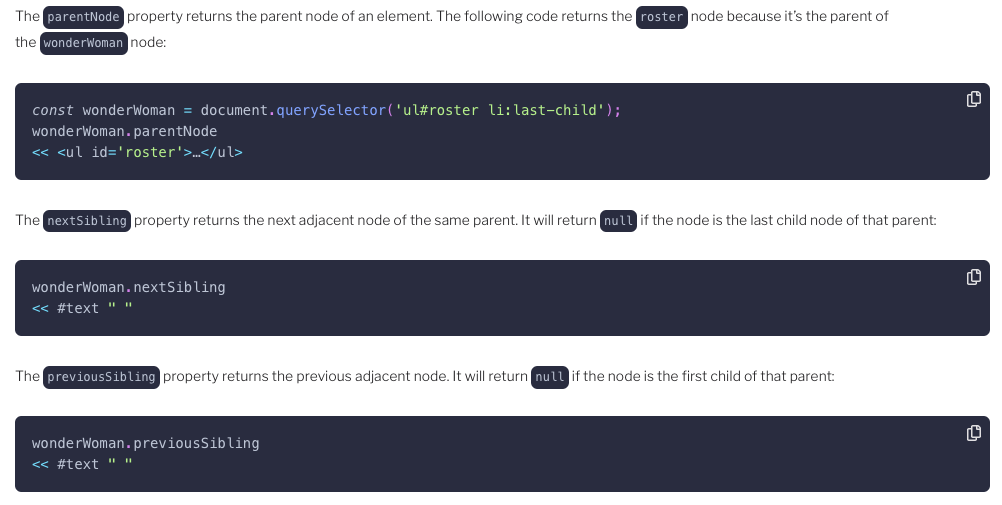 The parentNode property returns the parent node of an element. The following code returns the roster node because it’s the parent of
the wonderWoman node:
const wonderWoman = document.querySelector('ul#roster li:last-child');
wonderWoman.parentNode
<< <ul id='roster'>…</ul>
The nextSibling property returns the next adjacent node of the same parent. It will return null if the node is the last child node of that parent:
wonderWoman.nextSibling
<< #text " "
The previousSibling property returns the previous adjacent node. It will return null if the node is the first child of that parent:
wonderWoman.previousSibling
<< #text " "